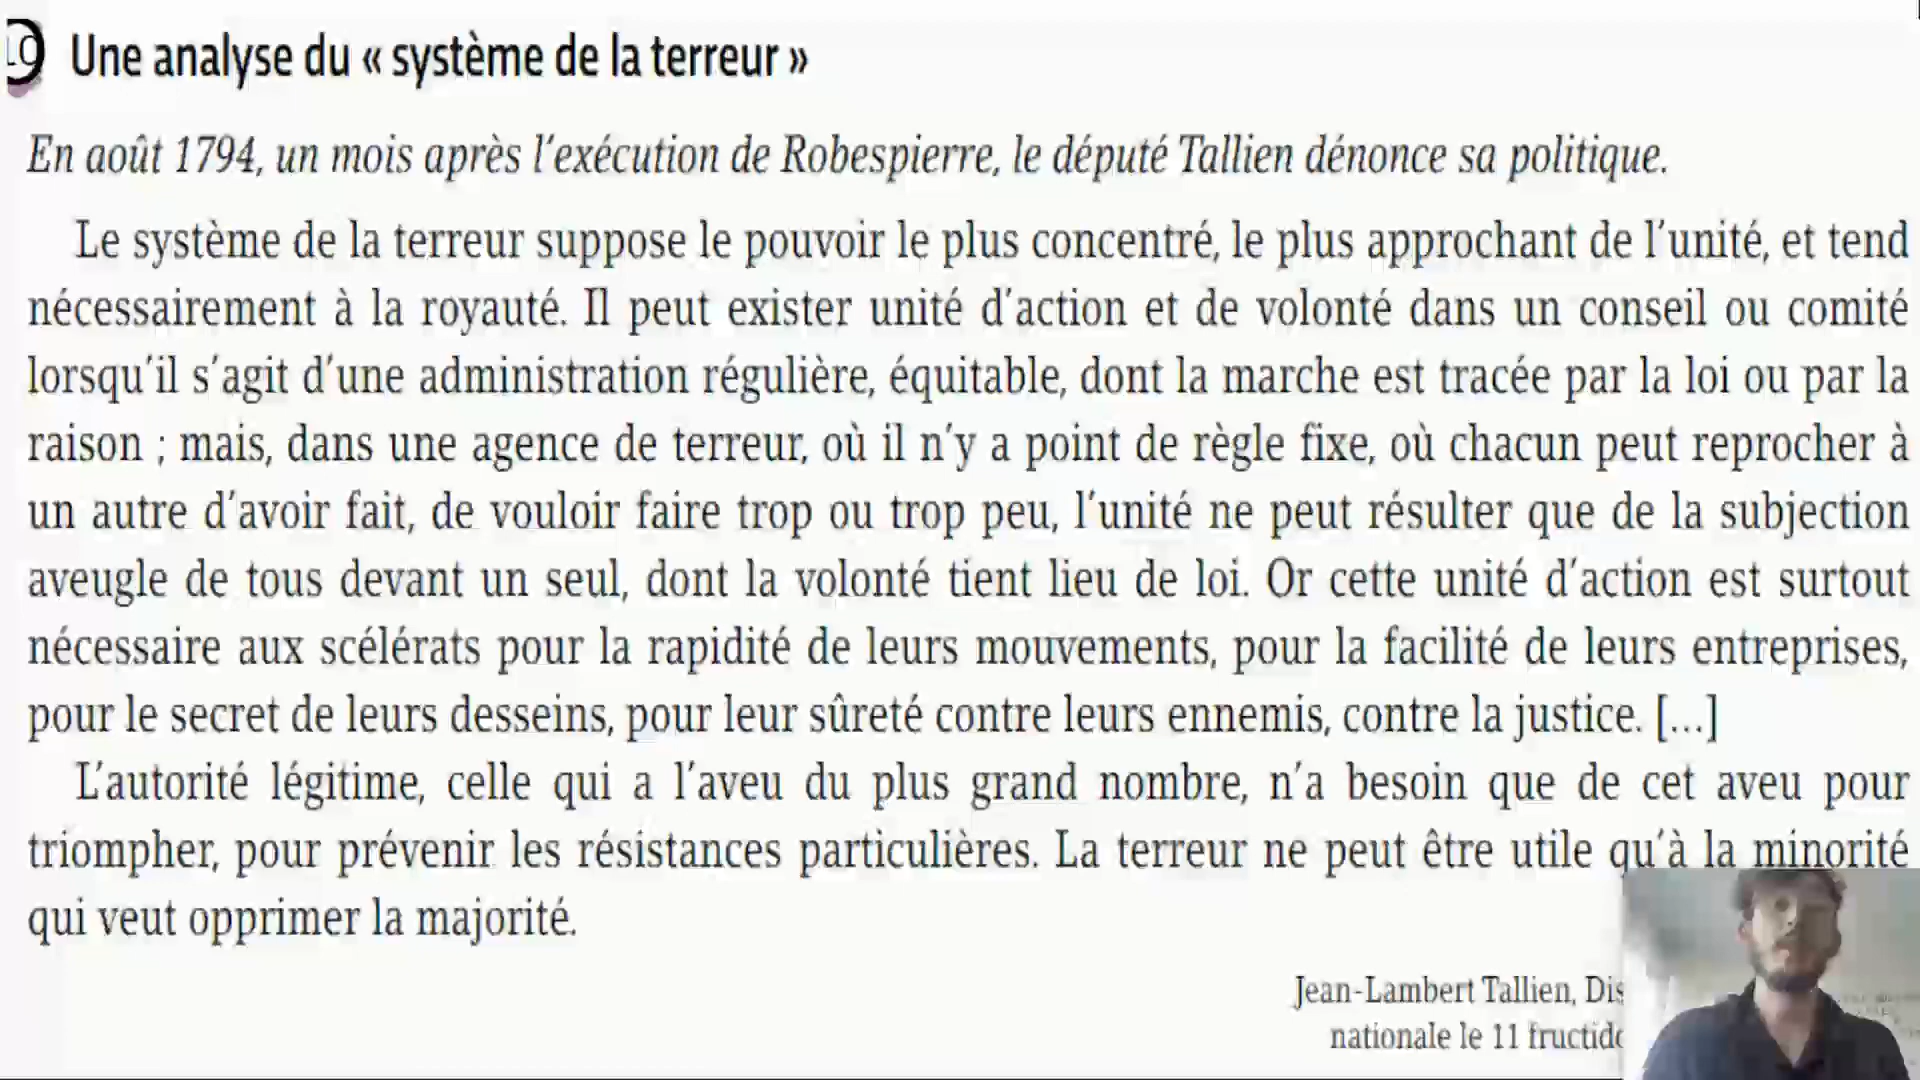 10 Une analyse du « système de la terreur »
En août 1794, un mois après l'exécution de Robespierre, le député Tallien dénonce sa politique.
Le système de la terreur suppose le pouvoir le plus concentré, le plus approchant de l'unité, et tend
nécessairement à la royauté. Il peut exister unité d'action et de volonté dans un conseil ou comité
lorsqu'il s'agit d'une administration régulière, équitable, dont la marche est tracée par la loi ou par la
raison ; mais, dans une agence de terreur, où il n'y a point de règle fixe, où chacun peut reprocher à
un autre d'avoir fait, de vouloir faire trop ou trop peu, l'unité ne peut résulter que de la subjection
aveugle de tous devant un seul, dont la volonté tient lieu de loi. Or cette unité d'action est surtout
nécessaire aux scélérats pour la rapidité de leurs mouvements, pour la facilité de leurs entreprises,
pour le secret de leurs desseins, pour leur sûreté contre leurs ennemis, contre la justice. [...]
L'autorité légitime, celle qui a l'aveu du plus grand nombre, n'a besoin que de cet aveu pour
triompher, pour prévenir les résistances particulières. La terreur ne peut être utile qu'à la minorité
qui veut opprimer la majorité.
Jean-Lambert Tallien, Dis
nationale le 11 fructido